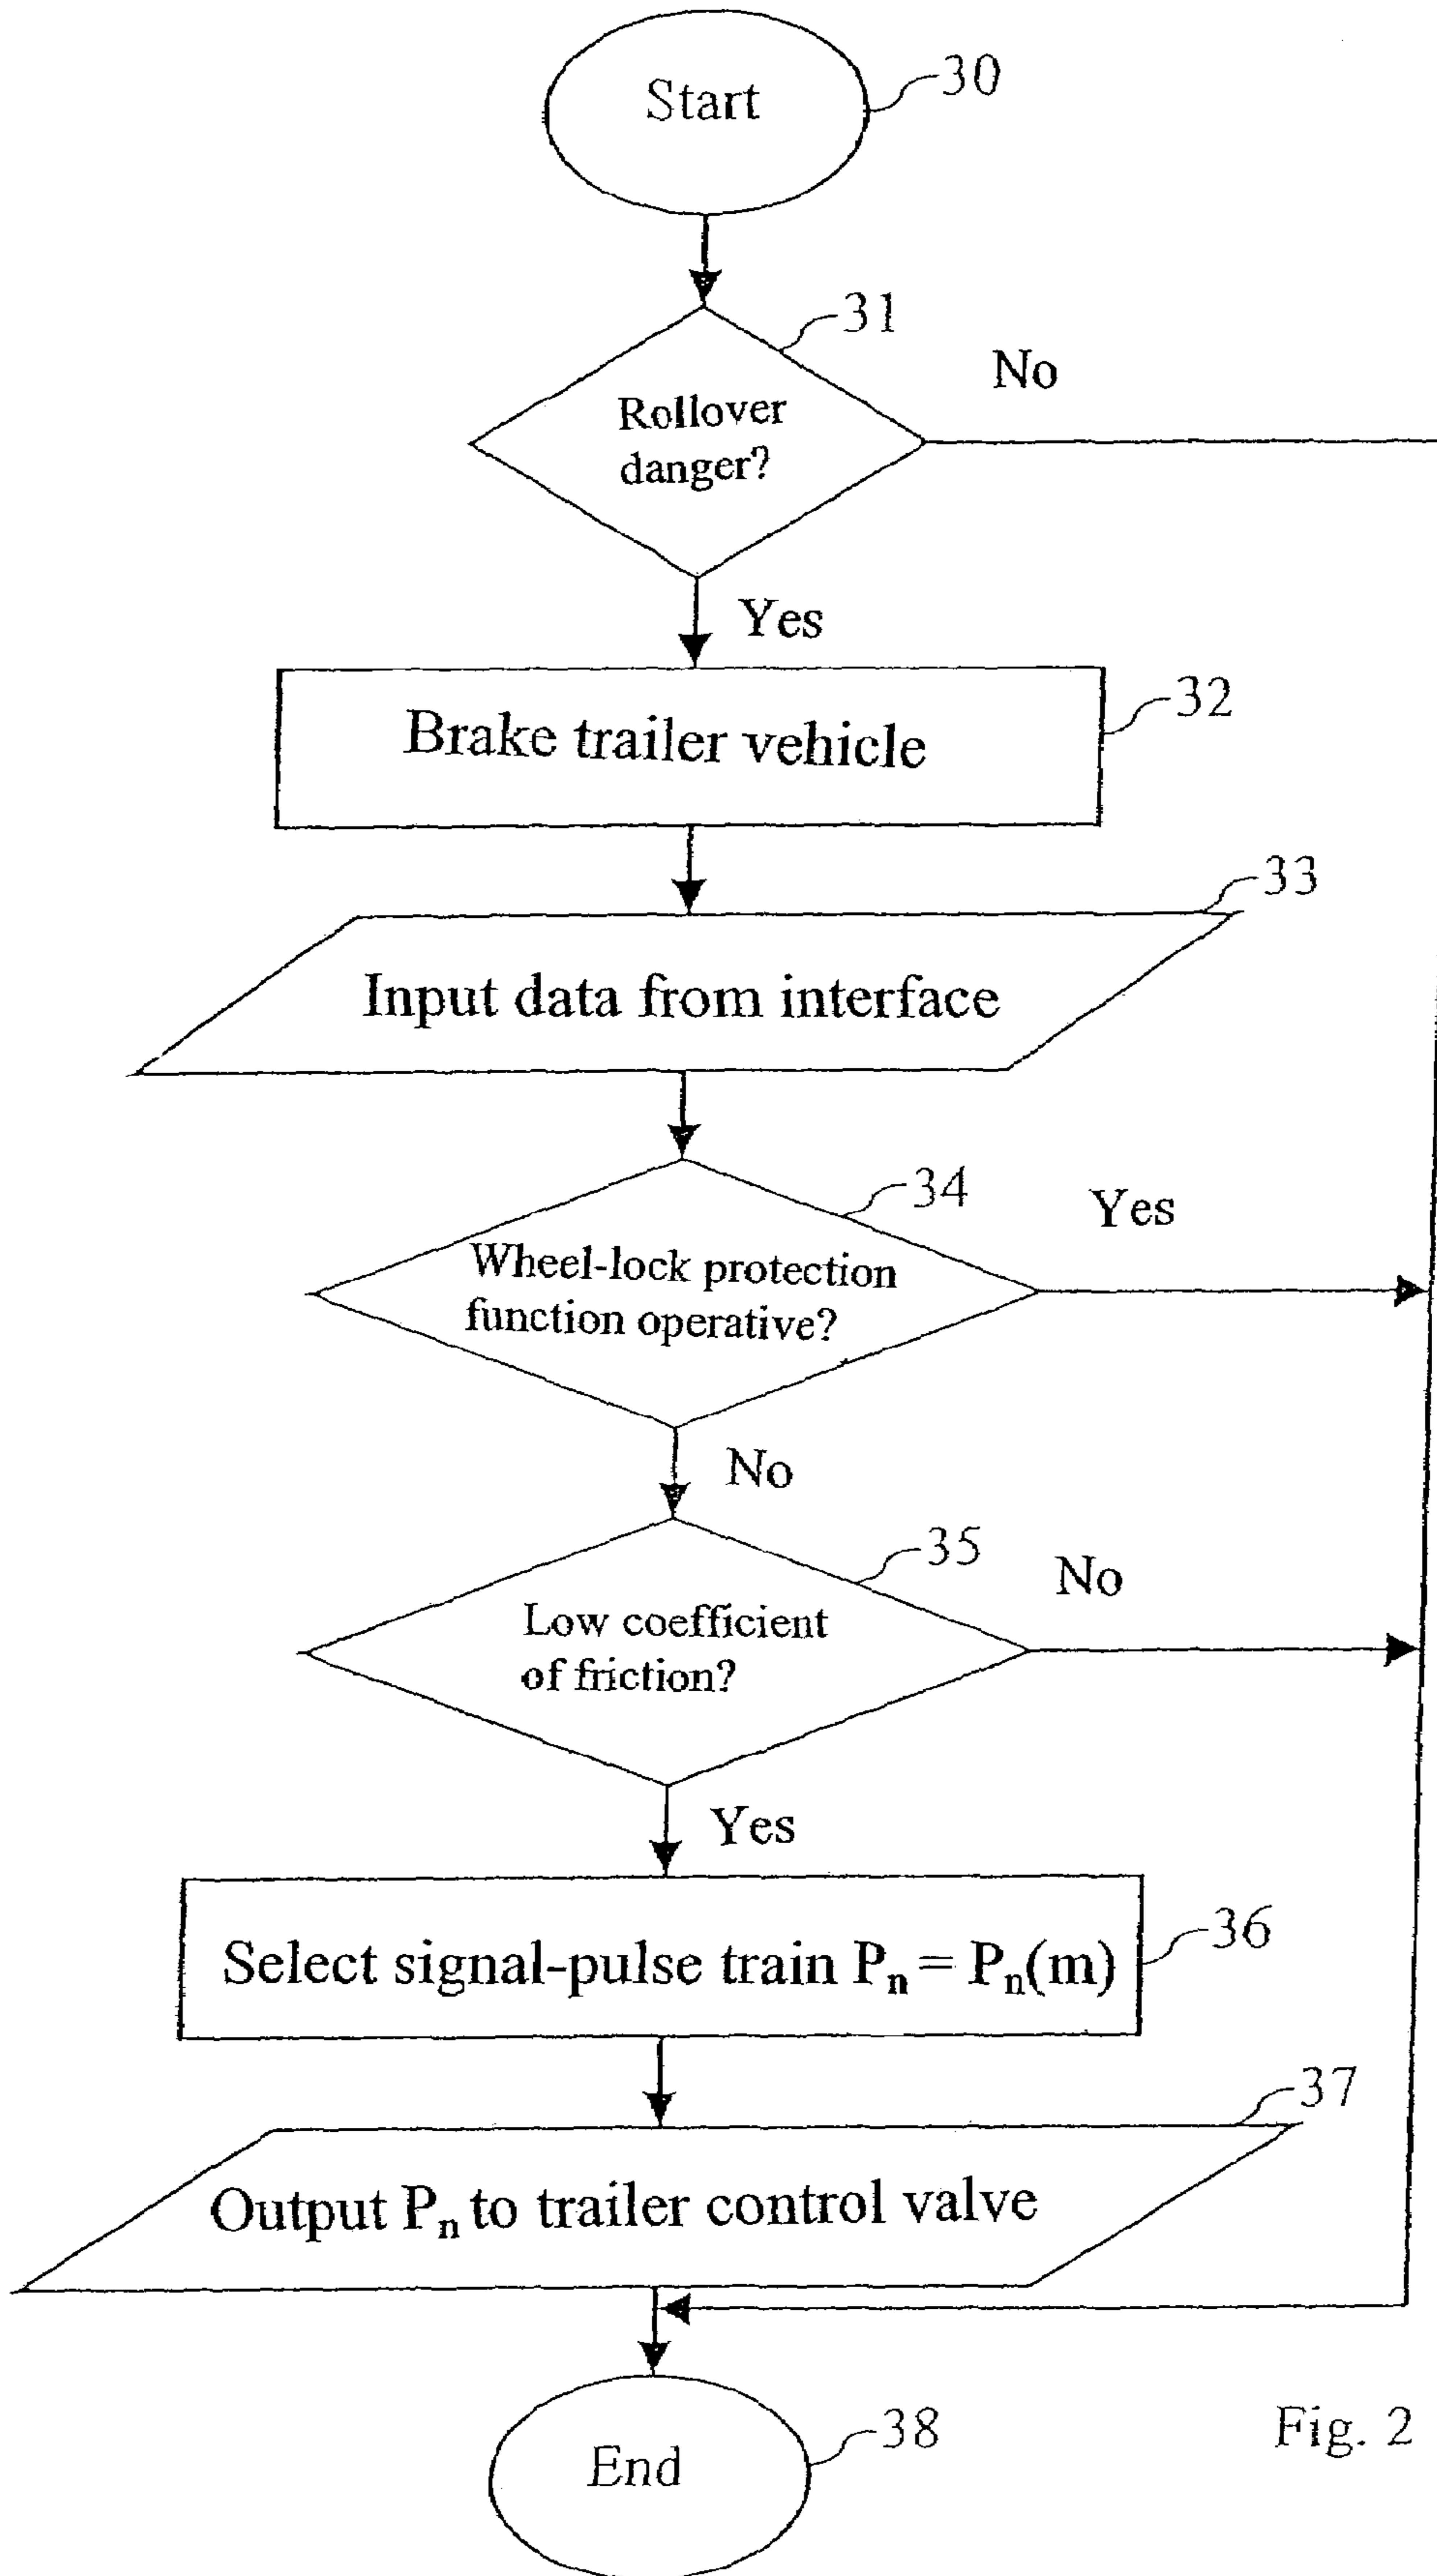 Start
30
31
No
Rollover
danger?
Yes
32
Brake trailer vehicle
33
Input data from interface
34
Yes
Wheel-lock protection
function operative?
No
35
No
Low coefficient
of friction?
Yes
36
Select signal-pulse train Pn = Pn(m)
37
Output Pn to trailer control valve
38
End
Fig. 2